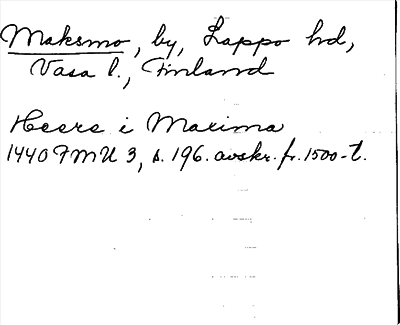 Maksmo, by, Lappo hd,
Vasa l., Finland
Heere i Maxima
1440 FMU 3, s. 196. avskr. fr. 1500-t.